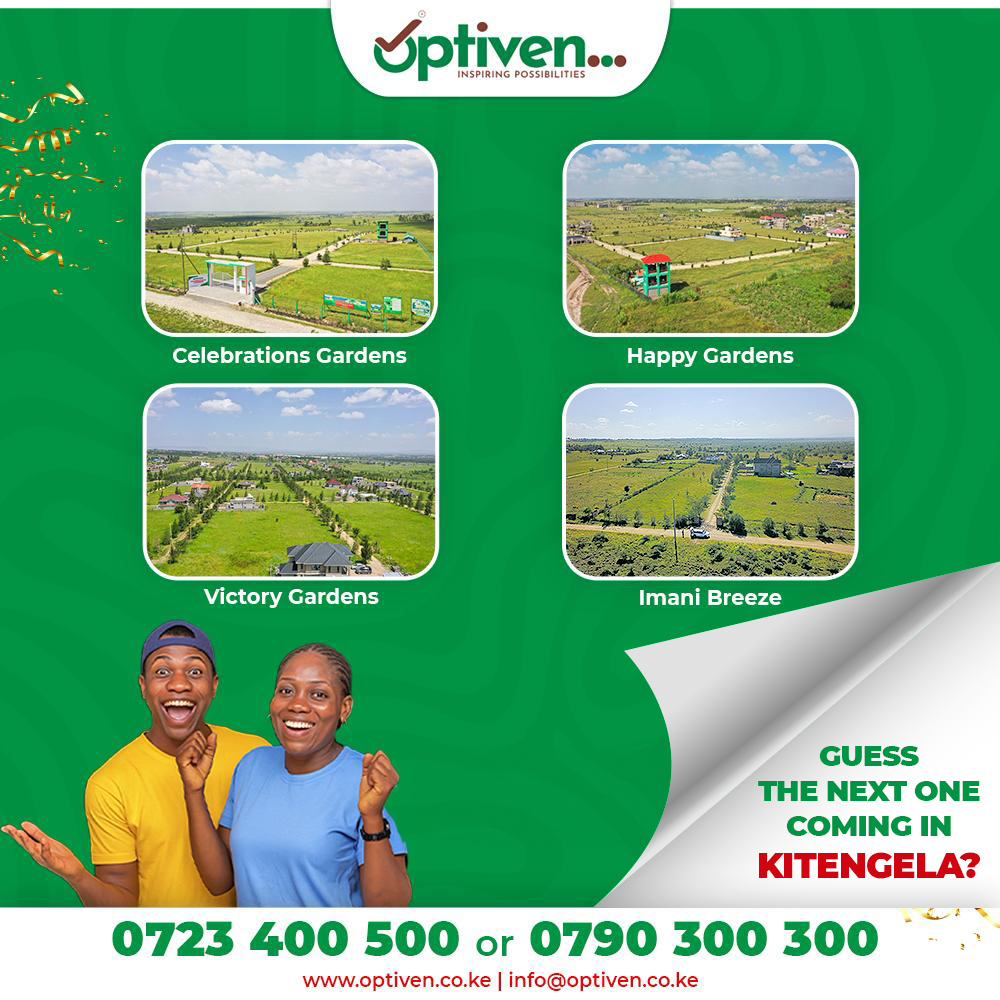 Optiven...
INSPIRING POSSIBILITIES
Celebrations Gardens
Happy Gardens
Victory Gardens
Imani Breeze
GUESS
THE NEXT ONE
COMING IN
KITENGELA?
0723 400 500 or 0790 300 300
www.optiven.co.ke | info@optiven.co.ke